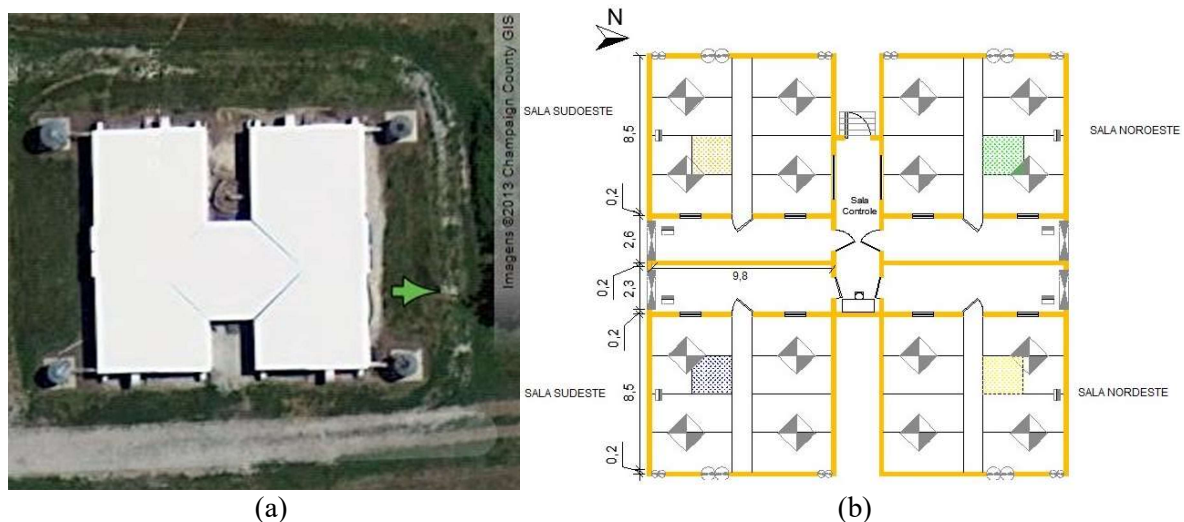 Imagens ©2013 Champaign County GIS
N
SALA SUDOESTE
SALA NOROESTE
8,5
0,2
Sala
Controle
2,6
9,8
0,2
2,3
0,2
SALA SUDESTE
SALA NORDESTE
8,5
0,2
(a)
(b)